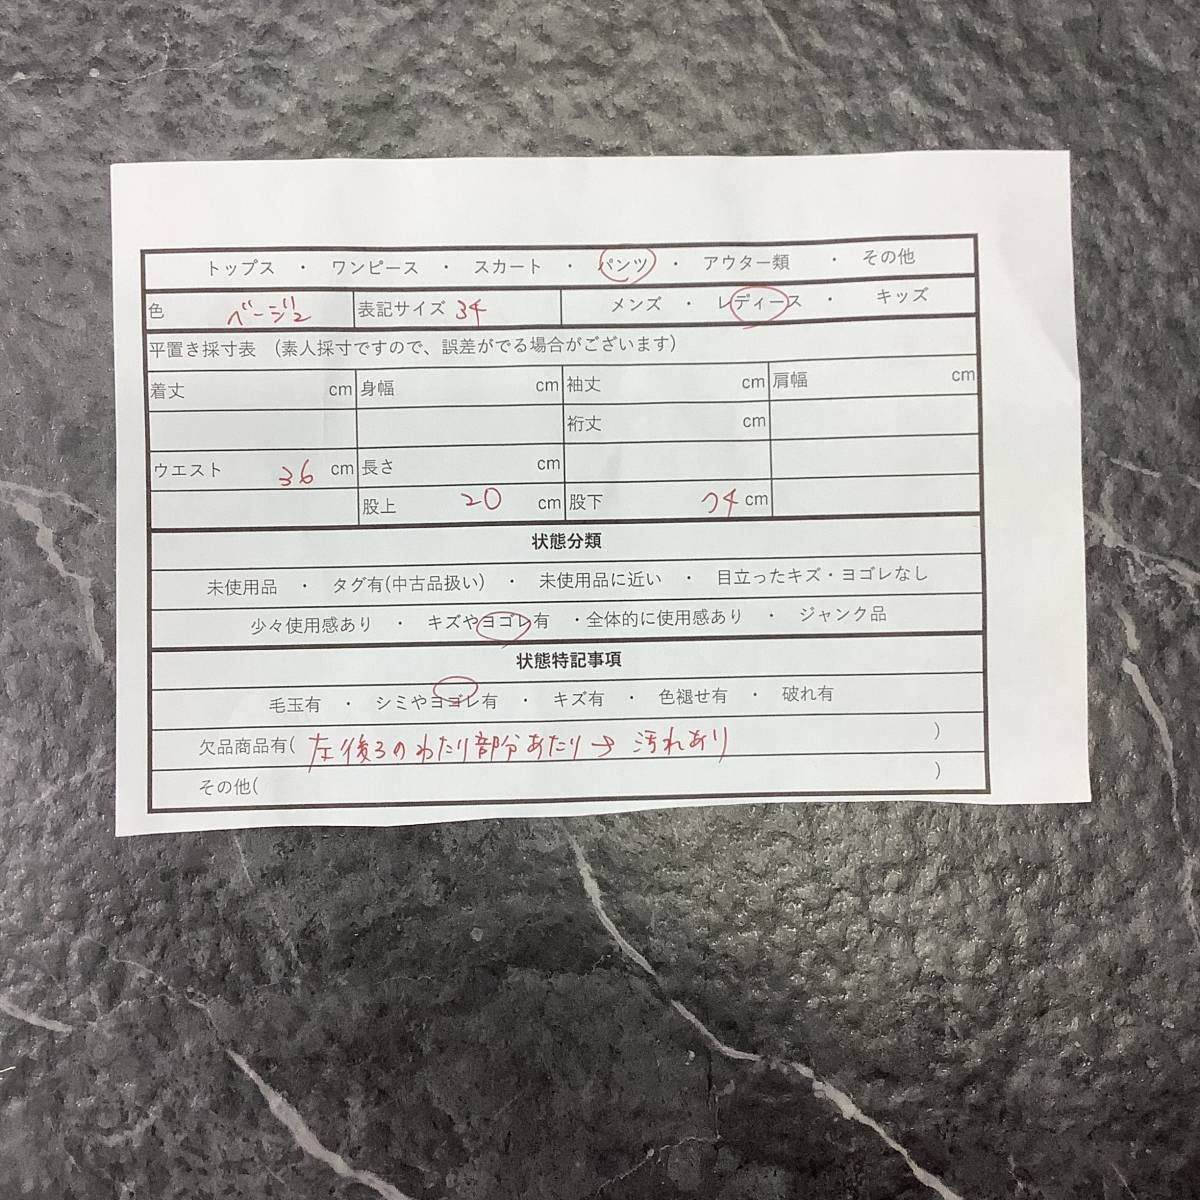 トップス ・ ワンピース ・ スカート ・ パンツ ・ アウター類 ・ その他
色 ベージュ 表記サイズ 34 メンズ ・ レディース ・ キッズ
平置き採寸表 (素人採寸ですので、誤差がでる場合がございます)
着丈 cm 身幅 cm 袖丈 cm 肩幅 cm
裄丈 cm
ウエスト 36 cm 長さ cm
股上 20 cm 股下 74 cm
状態分類
未使用品 ・ タグ有(中古品扱い) ・ 未使用品に近い ・ 目立ったキズ・ヨゴレなし
少々使用感あり ・ キズやヨゴレ有 ・全体的に使用感あり ・ ジャンク品
状態特記事項
毛玉有 ・ シミやヨゴレ有 ・ キズ有 ・ 色褪せ有 ・ 破れ有
欠品商品有( 左後ろのわたり部分あたり→ 汚れあり )
その他( )